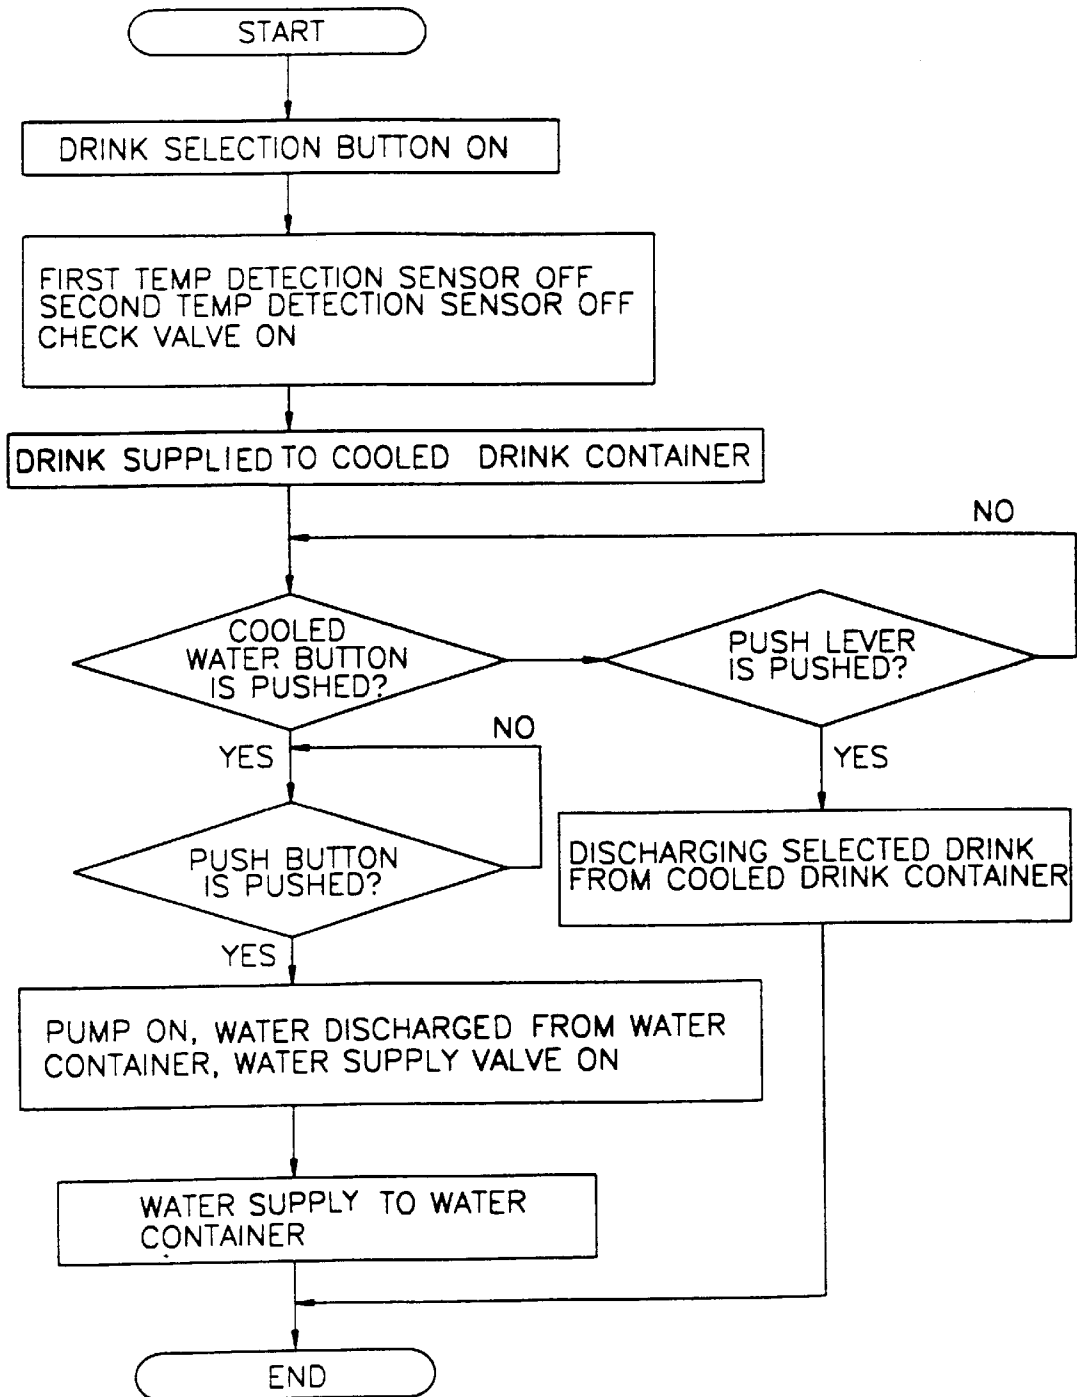 START
DRINK SELECTION BUTTON ON
FIRST TEMP DETECTION SENSOR OFF
SECOND TEMP DETECTION SENSOR OFF
CHECK VALVE ON
DRINK SUPPLIED TO COOLED DRINK CONTAINER
NO
COOLED
WATER BUTTON
IS PUSHED?
PUSH LEVER
IS PUSHED?
YES
NO
YES
PUSH BUTTON
IS PUSHED?
DISCHARGING SELECTED DRINK
FROM COOLED DRINK CONTAINER
YES
PUMP ON, WATER DISCHARGED FROM WATER
CONTAINER, WATER SUPPLY VALVE ON
WATER SUPPLY TO WATER
CONTAINER
END